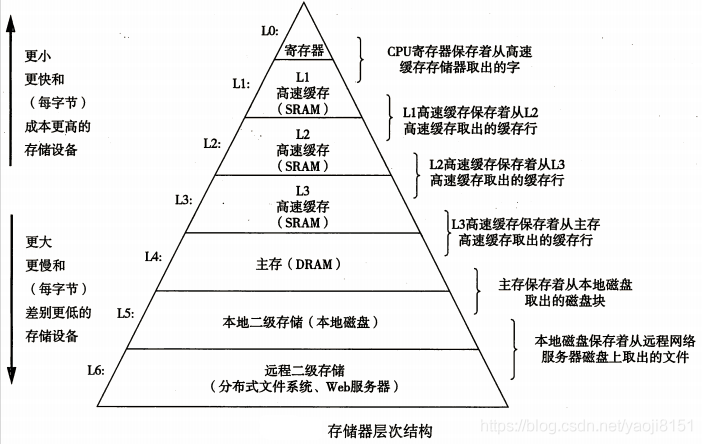 L0:
寄存器
CPU寄存器保存着从高速
缓存存储器取出的字
更小
更快和
（每字节）
成本更高的
存储设备
L1:
L1
高速缓存
（SRAM）
L1高速缓存保存着从L2
高速缓存取出的缓存行
L2:
L2
高速缓存
（SRAM）
L2高速缓存保存着从L3
高速缓存取出的缓存行
L3:
L3
高速缓存
（SRAM）
L3高速缓存保存着从主存
高速缓存取出的缓存行
更大
更慢和
（每字节）
差别更低的
存储设备
L4:
主存（DRAM）
主存保存着从本地磁盘
取出的磁盘块
L5:
本地二级存储（本地磁盘）
本地磁盘保存着从远程网络
服务器磁盘上取出的文件
L6:
远程二级存储
（分布式文件系统、Web服务器）
存储器层次结构
https://blog.csdn.net/yaoji8151